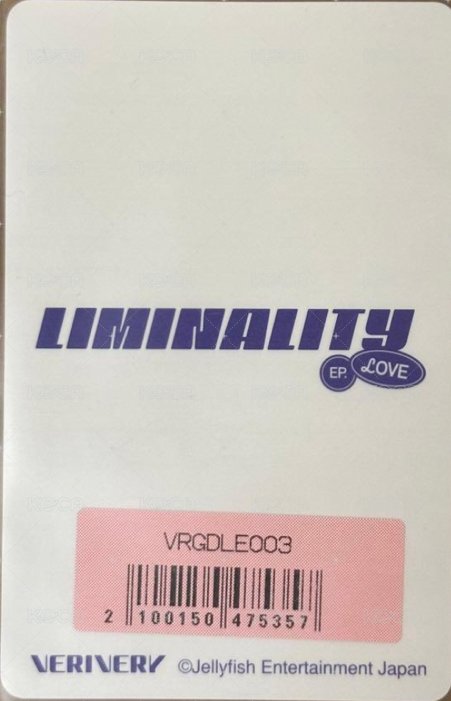 LIMINALITY
EP. LOVE
VRGDLE003
2 100150 475357
VERIVERY ©Jellyfish Entertainment Japan